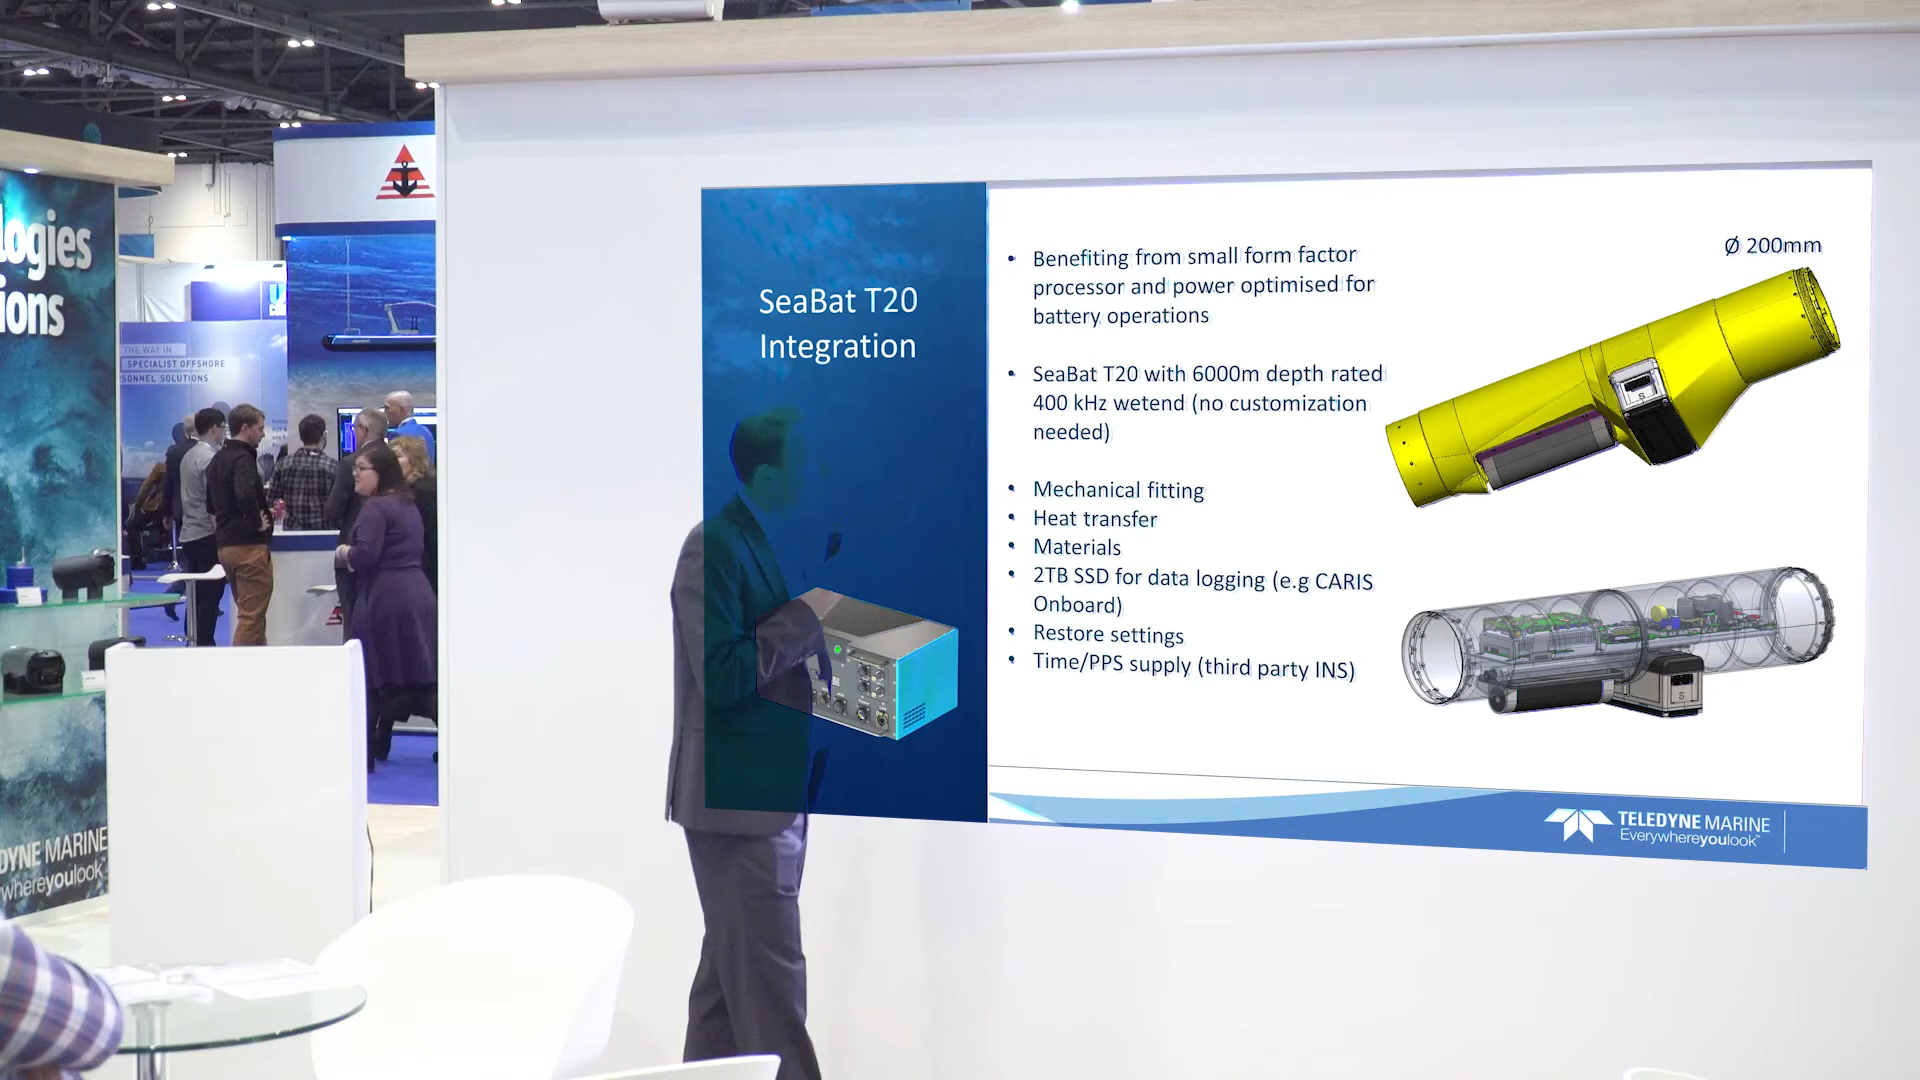 logies
ions
THE WAY IN
SPECIALIST OFFSHORE
SONNEL SOLUTIONS
DYNE MARINE
whereyoulook
SeaBat T20
Integration
• Benefiting from small form factor
processor and power optimised for
battery operations
• SeaBat T20 with 6000m depth rated
400 kHz wetend (no customization
needed)
• Mechanical fitting
• Heat transfer
• Materials
• 2TB SSD for data logging (e.g CARIS
Onboard)
• Restore settings
• Time/PPS supply (third party INS)
Ø 200mm
S
S
TELEDYNE MARINE
Everywhereyoulook™